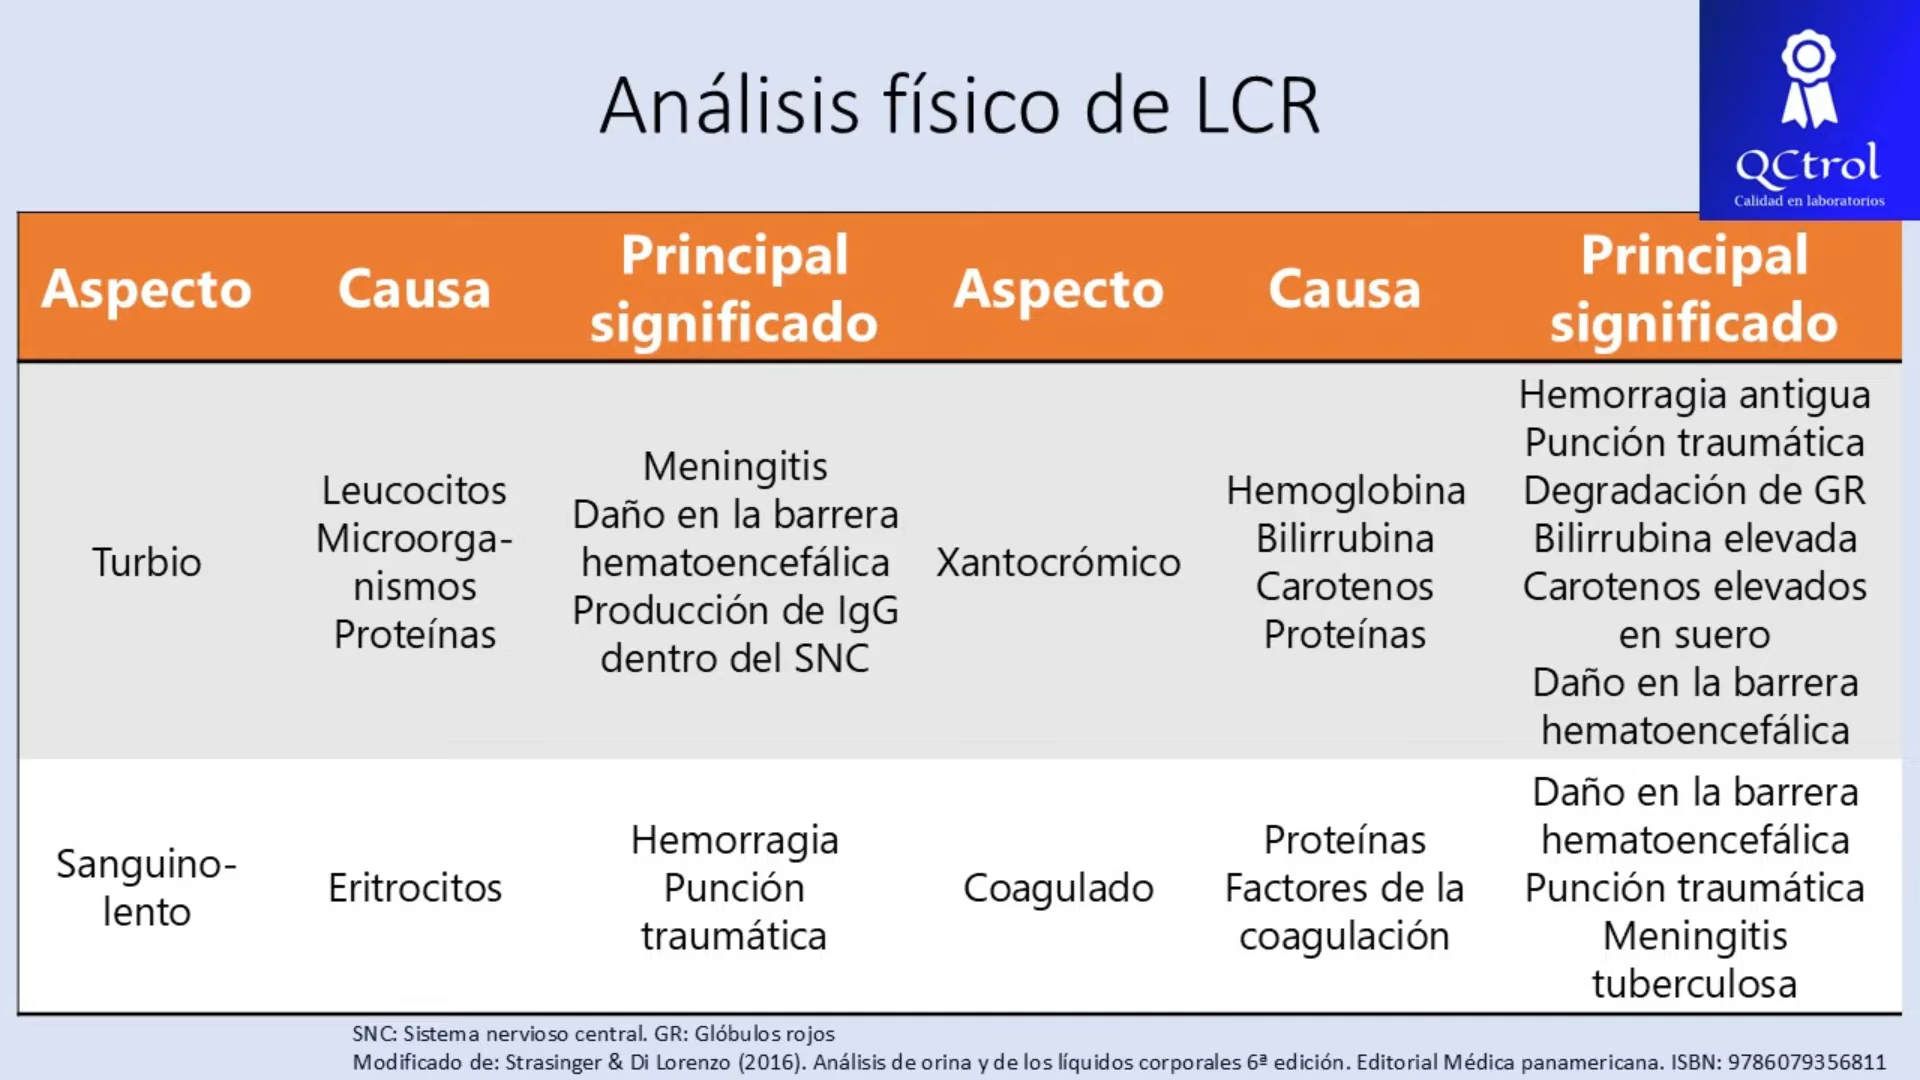 Análisis físico de LCR
QCtrol
Calidad en laboratorios
Aspecto
Causa
Principal
significado
Aspecto
Causa
Principal
significado
Turbio
Leucocitos
Microorga-
nismos
Proteínas
Meningitis
Daño en la barrera
hematoencefálica
Producción de IgG
dentro del SNC
Xantocrómico
Hemoglobina
Bilirrubina
Carotenos
Proteínas
Hemorragia antigua
Punción traumática
Degradación de GR
Bilirrubina elevada
Carotenos elevados
en suero
Daño en la barrera
hematoencefálica
Sanguino-
lento
Eritrocitos
Hemorragia
Punción
traumática
Coagulado
Proteínas
Factores de la
coagulación
Daño en la barrera
hematoencefálica
Punción traumática
Meningitis
tuberculosa
SNC: Sistema nervioso central. GR: Glóbulos rojos
Modificado de: Strasinger & Di Lorenzo (2016). Análisis de orina y de los líquidos corporales 6ª edición. Editorial Médica panamericana. ISBN: 9786079356811